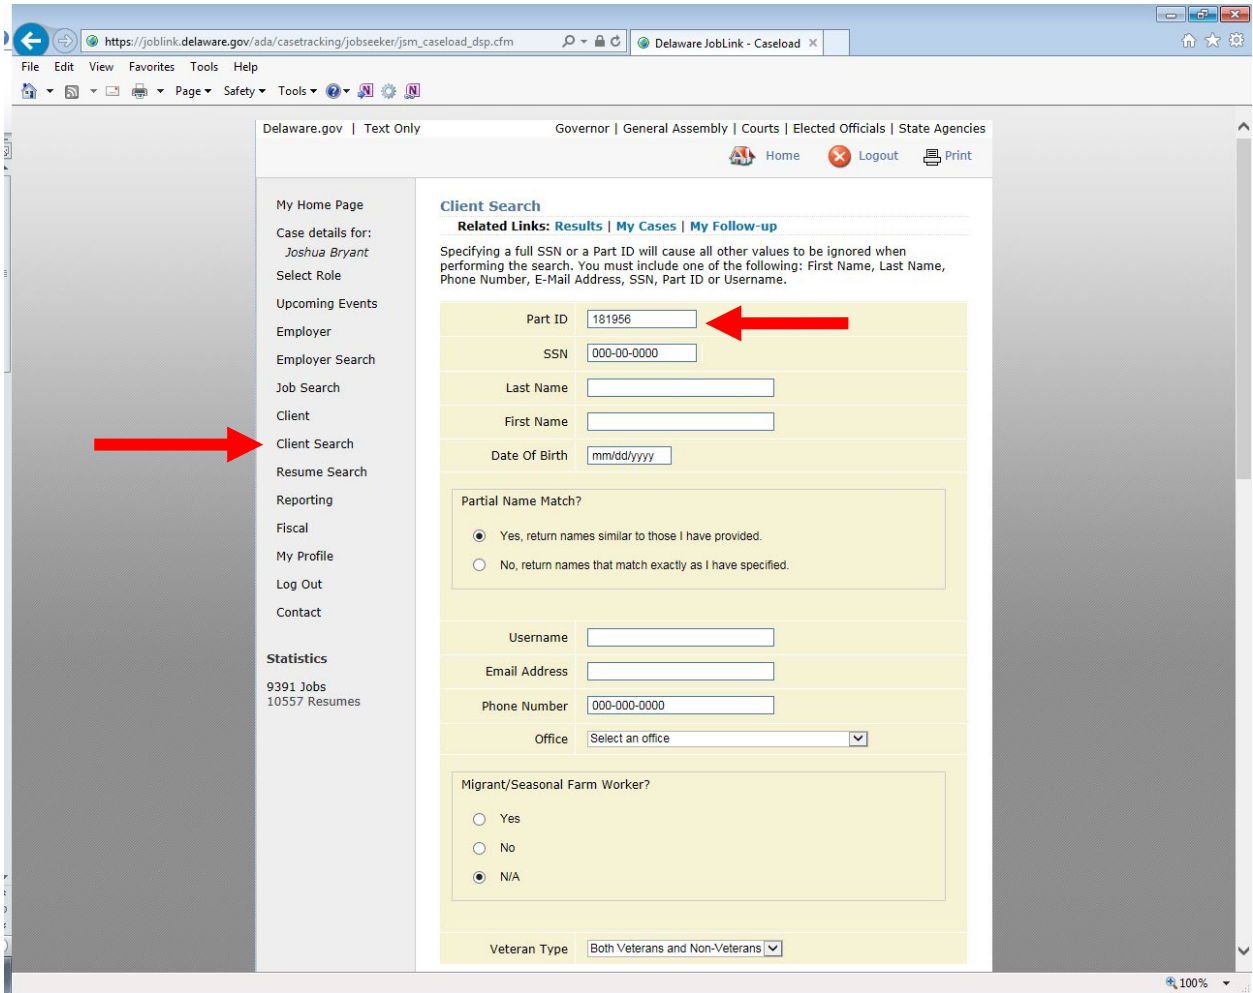 https://joblink.delaware.gov/ada/casetracking/jobseeker/jsm_caseload_dsp.cfm
Delaware JobLink - Caseload
File Edit View Favorites Tools Help
Page Safety Tools
Delaware.gov | Text Only
Governor | General Assembly | Courts | Elected Officials | State Agencies
Home Logout Print
My Home Page
Case details for:
Joshua Bryant
Select Role
Upcoming Events
Employer
Employer Search
Job Search
Client
Client Search
Resume Search
Reporting
Fiscal
My Profile
Log Out
Contact
Statistics
9391 Jobs
10557 Resumes
Client Search
Related Links: Results | My Cases | My Follow-up
Specifying a full SSN or a Part ID will cause all other values to be ignored when
performing the search. You must include one of the following: First Name, Last Name,
Phone Number, E-Mail Address, SSN, Part ID or Username.
Part ID 181956
SSN 000-00-0000
Last Name
First Name
Date Of Birth mm/dd/yyyy
Partial Name Match?
Yes, return names similar to those I have provided.
No, return names that match exactly as I have specified.
Username
Email Address
Phone Number 000-000-0000
Office Select an office
Migrant/Seasonal Farm Worker?
Yes
No
N/A
Veteran Type Both Veterans and Non-Veterans
100%